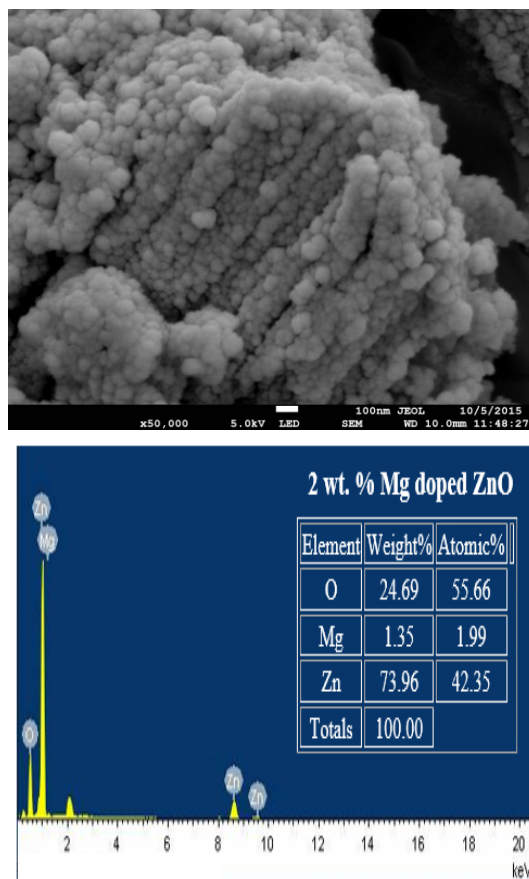 100nm JEOL 10/5/2015
x50,000 5.0kV LED SEM WD 10.0mm 11:48:27
2 wt. % Mg doped ZnO
Element Weight% Atomic%
O 24.69 55.66
Mg 1.35 1.99
Zn 73.96 42.35
Totals 100.00
Zn
Mg
O
Zn
Zn
2 4 6 8 10 12 14 16 18 20
keV